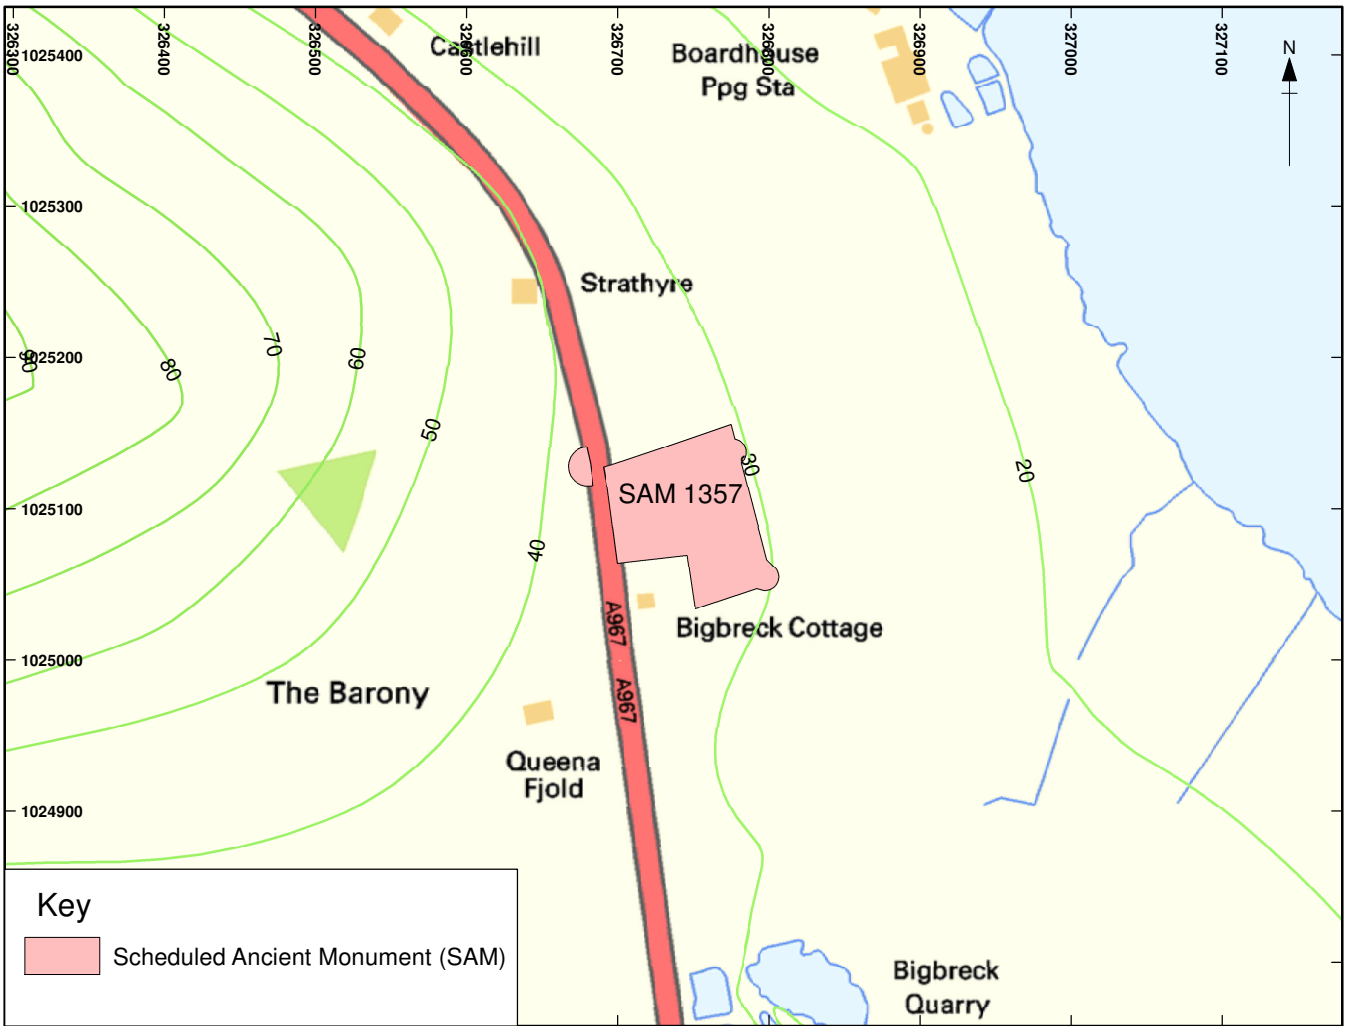 326300
326400
326500
326600
326700
326800
326900
327000
327100
1025400
1025300
1025200
1025100
1025000
1024900
N
Castlehill
Boardhouse
Ppg Sta
Strathyre
90
80
70
60
50
40
30
20
SAM 1357
A967
A967
Bigbreck Cottage
The Barony
Queena
Fjold
Bigbreck
Quarry
Key
Scheduled Ancient Monument (SAM)